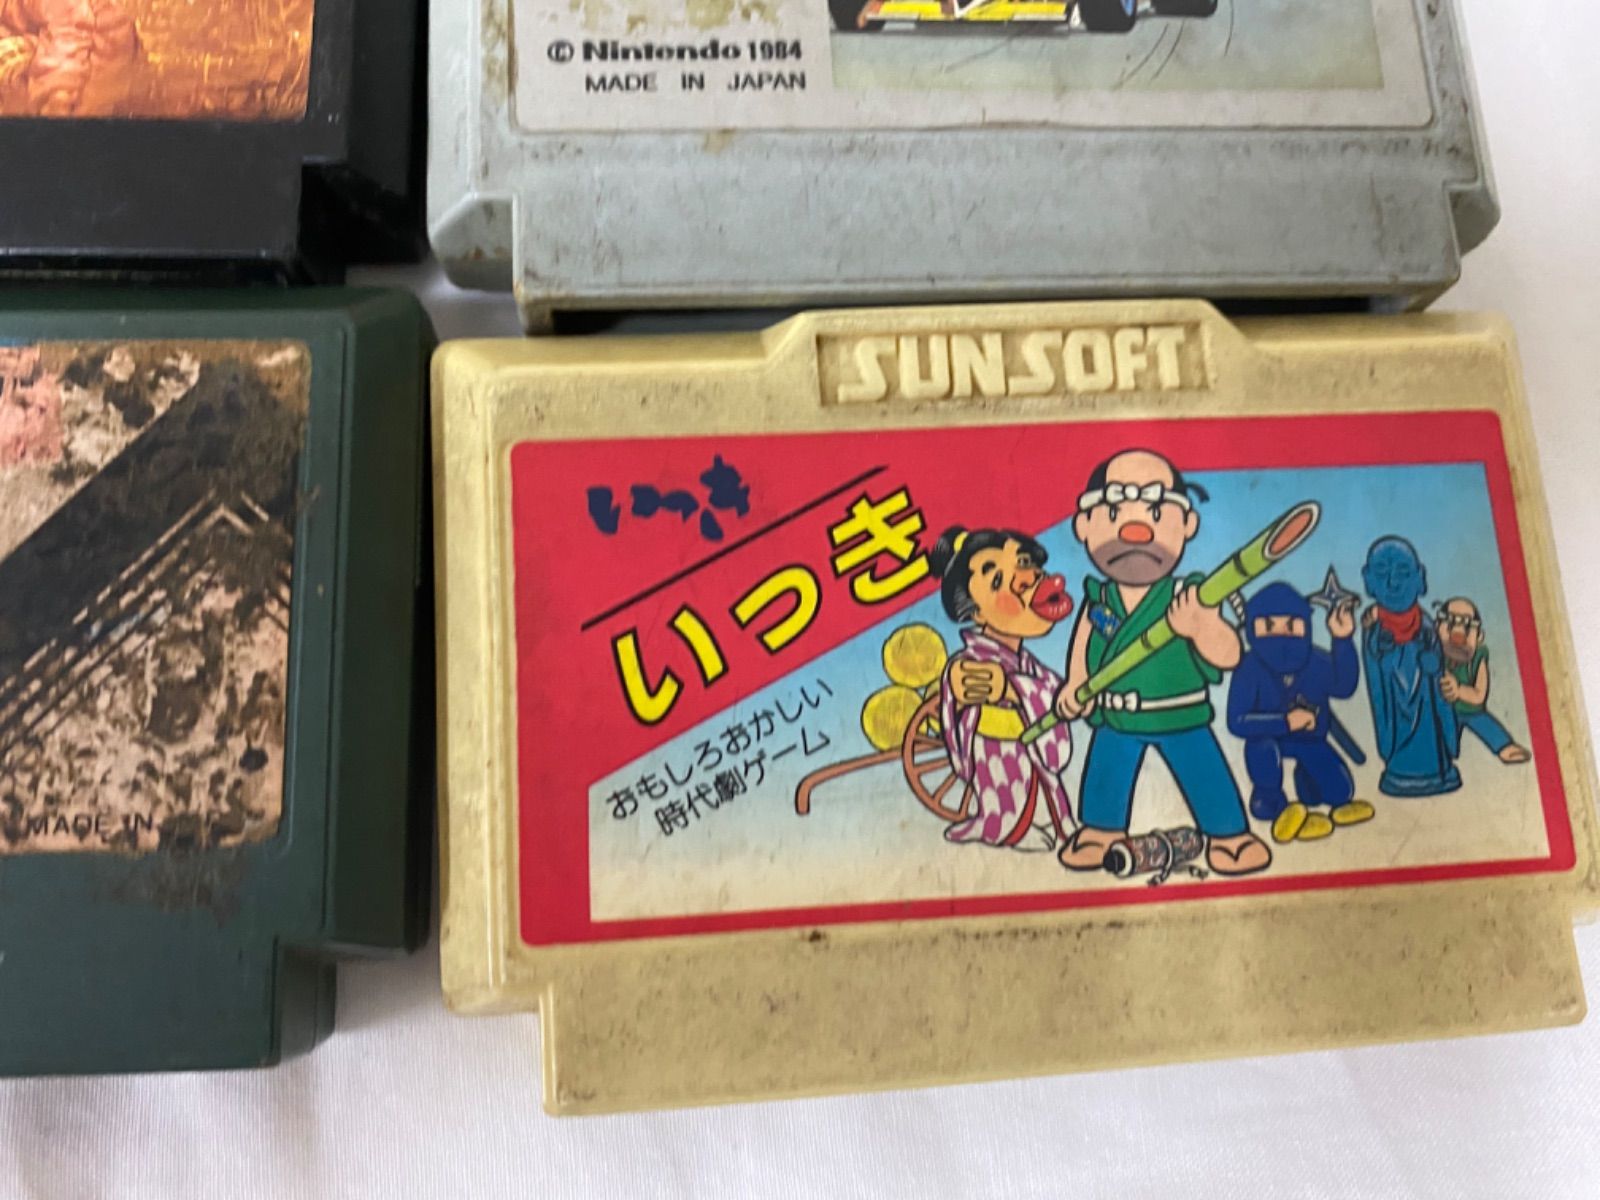 © Nintendo 1984
MADE IN JAPAN
SUNSOFT
いっき
いっき
おもしろおかしい
時代劇ゲーム
MADE IN